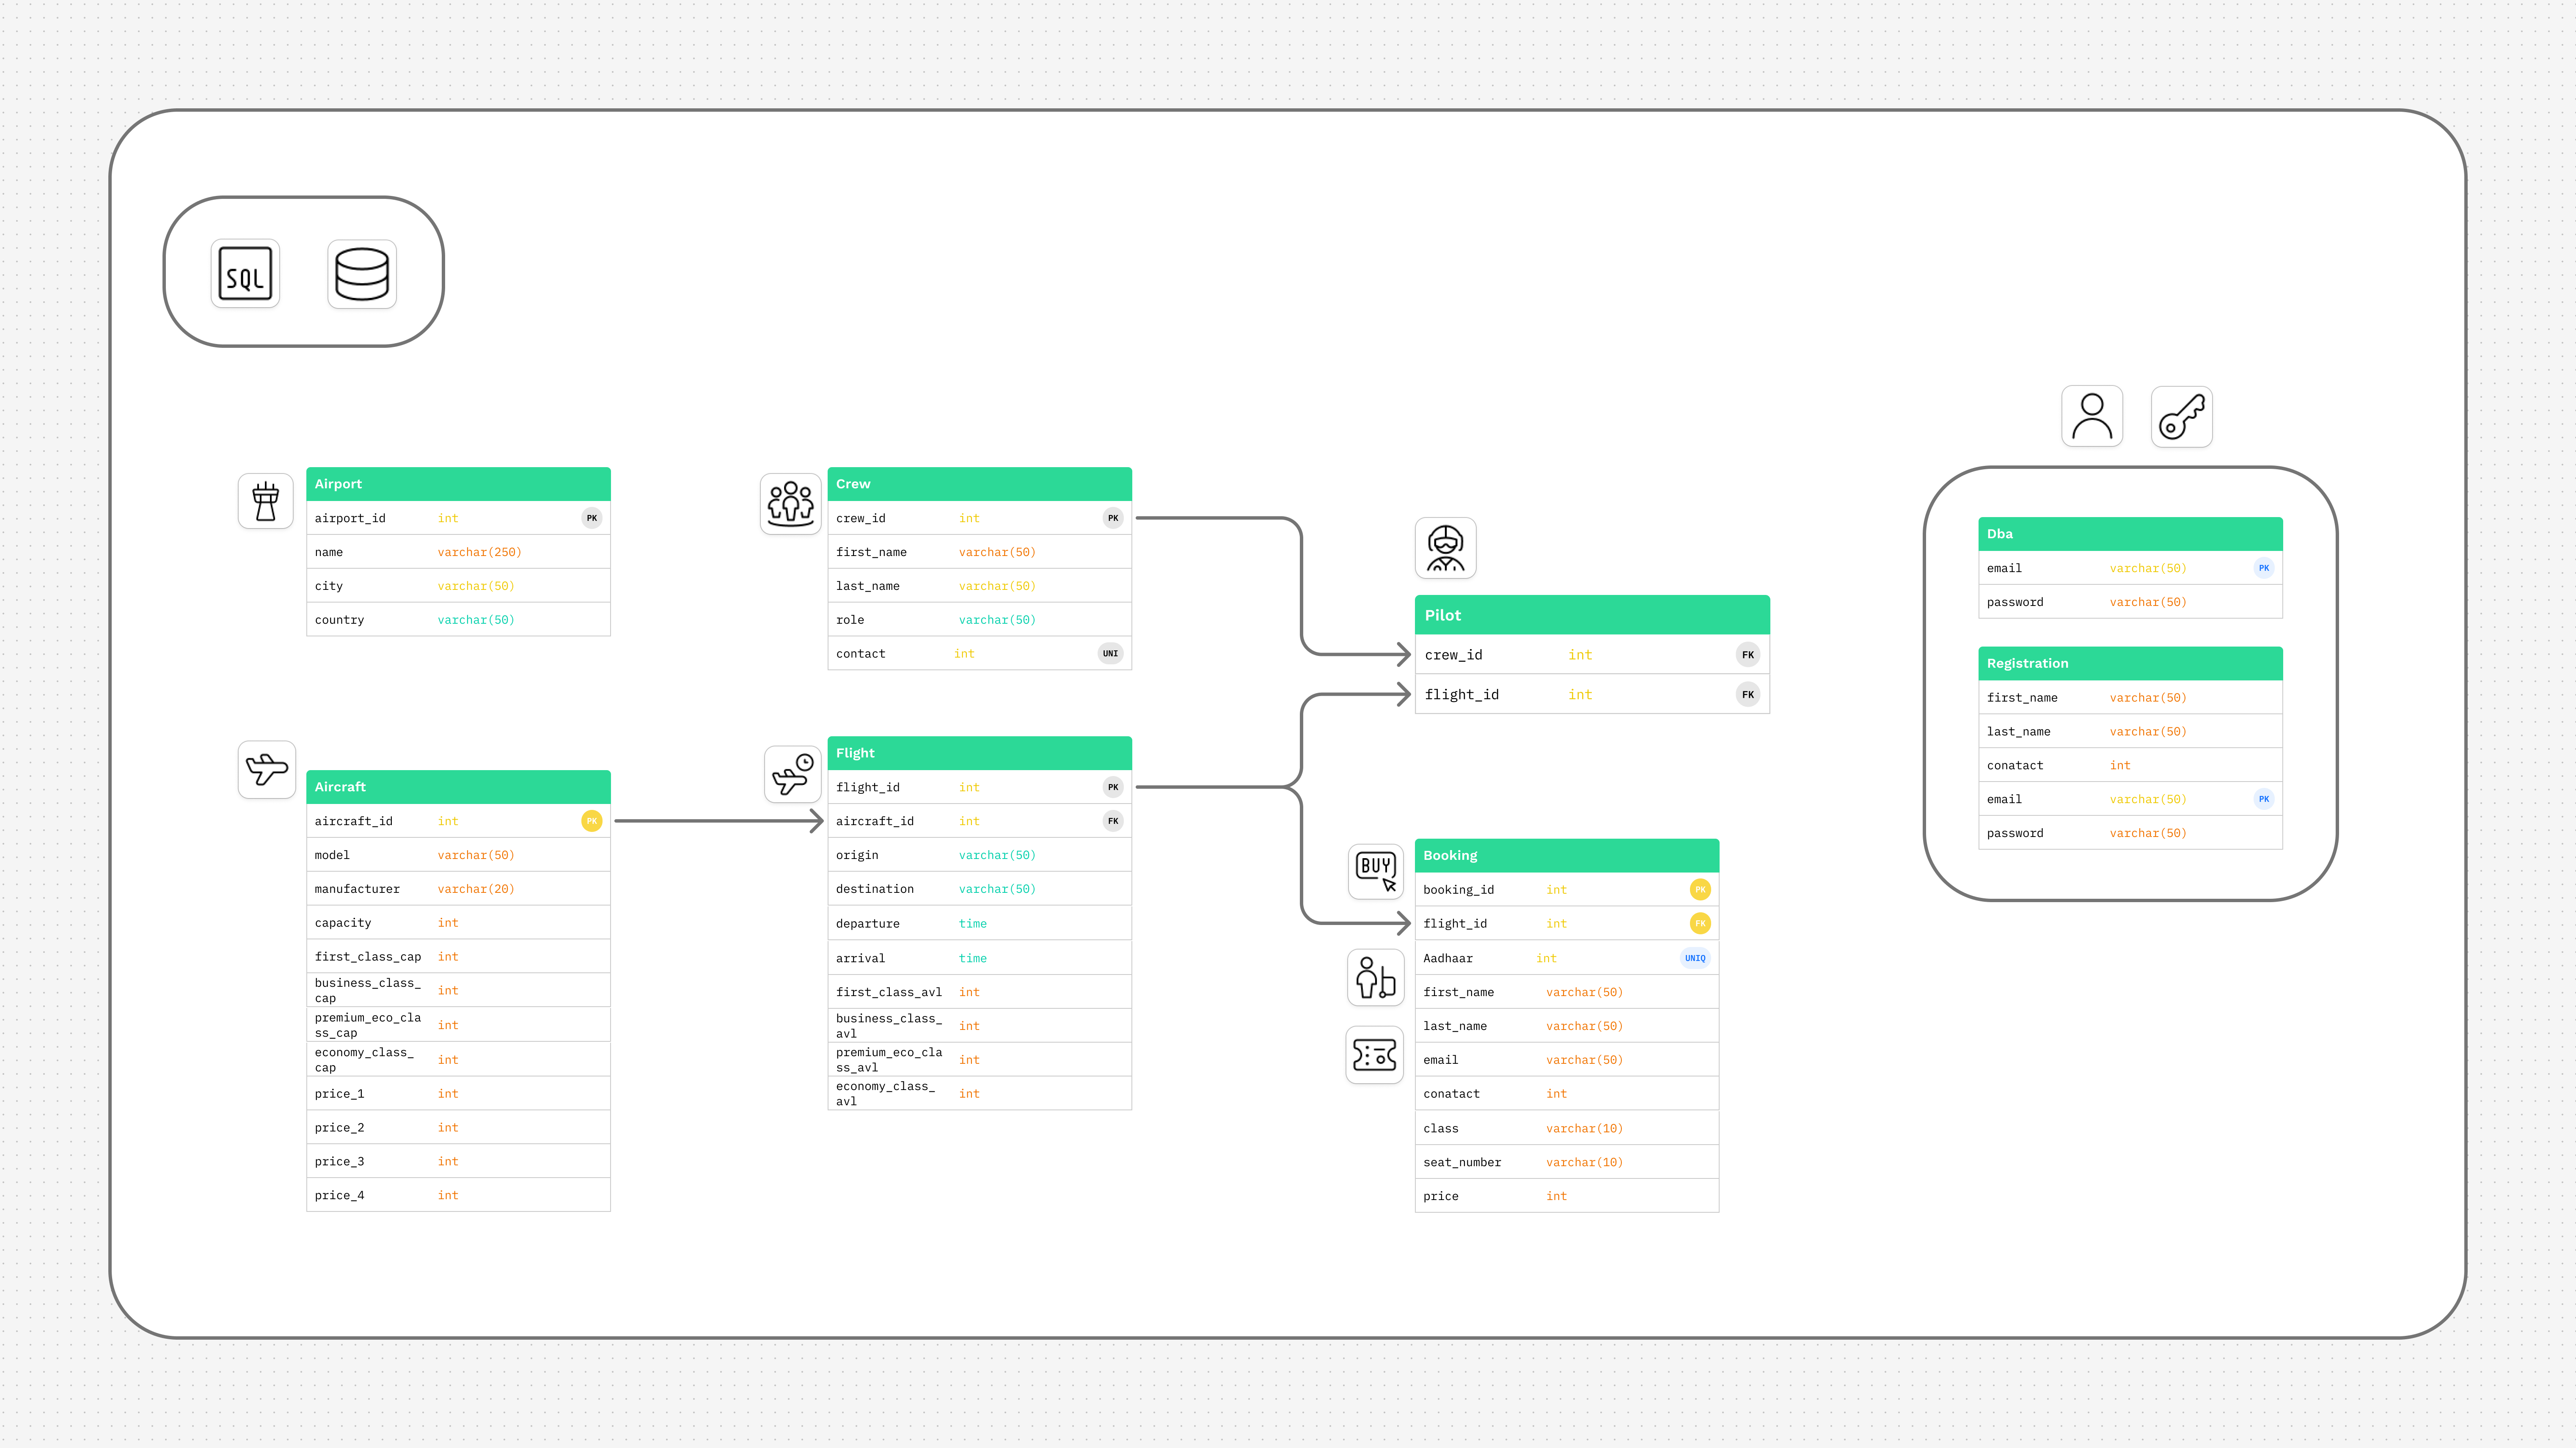 SQL
Airport
airport_id int PK
name varchar(250)
city varchar(50)
country varchar(50)
Crew
crew_id int PK
first_name varchar(50)
last_name varchar(50)
role varchar(50)
contact int UNI
Pilot
crew_id int FK
flight_id int FK
Dba
email varchar(50) PK
password varchar(50)
Registration
first_name varchar(50)
last_name varchar(50)
conatact int
email varchar(50) PK
password varchar(50)
Aircraft
aircraft_id int PK
model varchar(50)
manufacturer varchar(20)
capacity int
first_class_cap int
business_class_
cap int
premium_eco_cla
ss_cap int
economy_class_
cap int
price_1 int
price_2 int
price_3 int
price_4 int
Flight
flight_id int PK
aircraft_id int FK
origin varchar(50)
destination varchar(50)
departure time
arrival time
first_class_avl int
business_class_
avl int
premium_eco_cla
ss_avl int
economy_class_
avl int
BUY
Booking
booking_id int PK
flight_id int FK
Aadhaar int UNIQ
first_name varchar(50)
last_name varchar(50)
email varchar(50)
conatact int
class varchar(10)
seat_number varchar(10)
price int